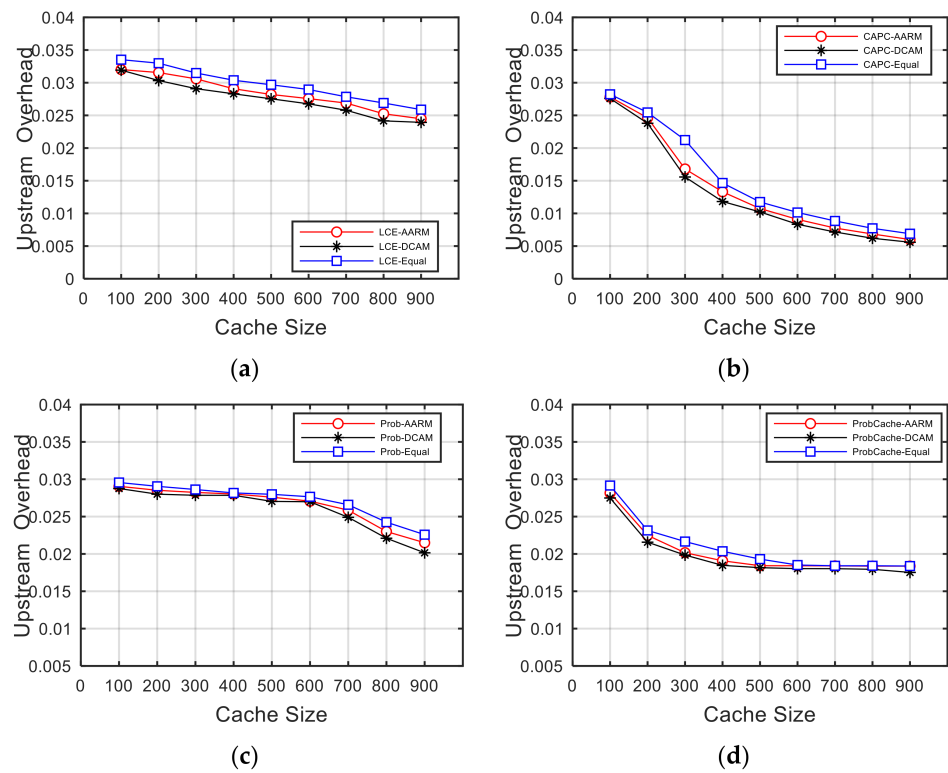 0.04
0.035
0.03
0.025
0.02
0.015
0.01
0.005
0
Upstream Overhead
LCE-AARM
LCE-DCAM
LCE-Equal
0 100 200 300 400 500 600 700 800 900
Cache Size
(a)
0.04
0.035
0.03
0.025
0.02
0.015
0.01
0.005
0
Upstream Overhead
CAPC-AARM
CAPC-DCAM
CAPC-Equal
0 100 200 300 400 500 600 700 800 900
Cache Size
(b)
0.04
0.035
0.03
0.025
0.02
0.015
0.01
0.005
Upstream Overhead
Prob-AARM
Prob-DCAM
Prob-Equal
0 100 200 300 400 500 600 700 800 900
Cache Size
(c)
0.04
0.035
0.03
0.025
0.02
0.015
0.01
0.005
Upstream Overhead
ProbCache-AARM
ProbCache-DCAM
ProbCache-Equal
0 100 200 300 400 500 600 700 800 900
Cache Size
(d)